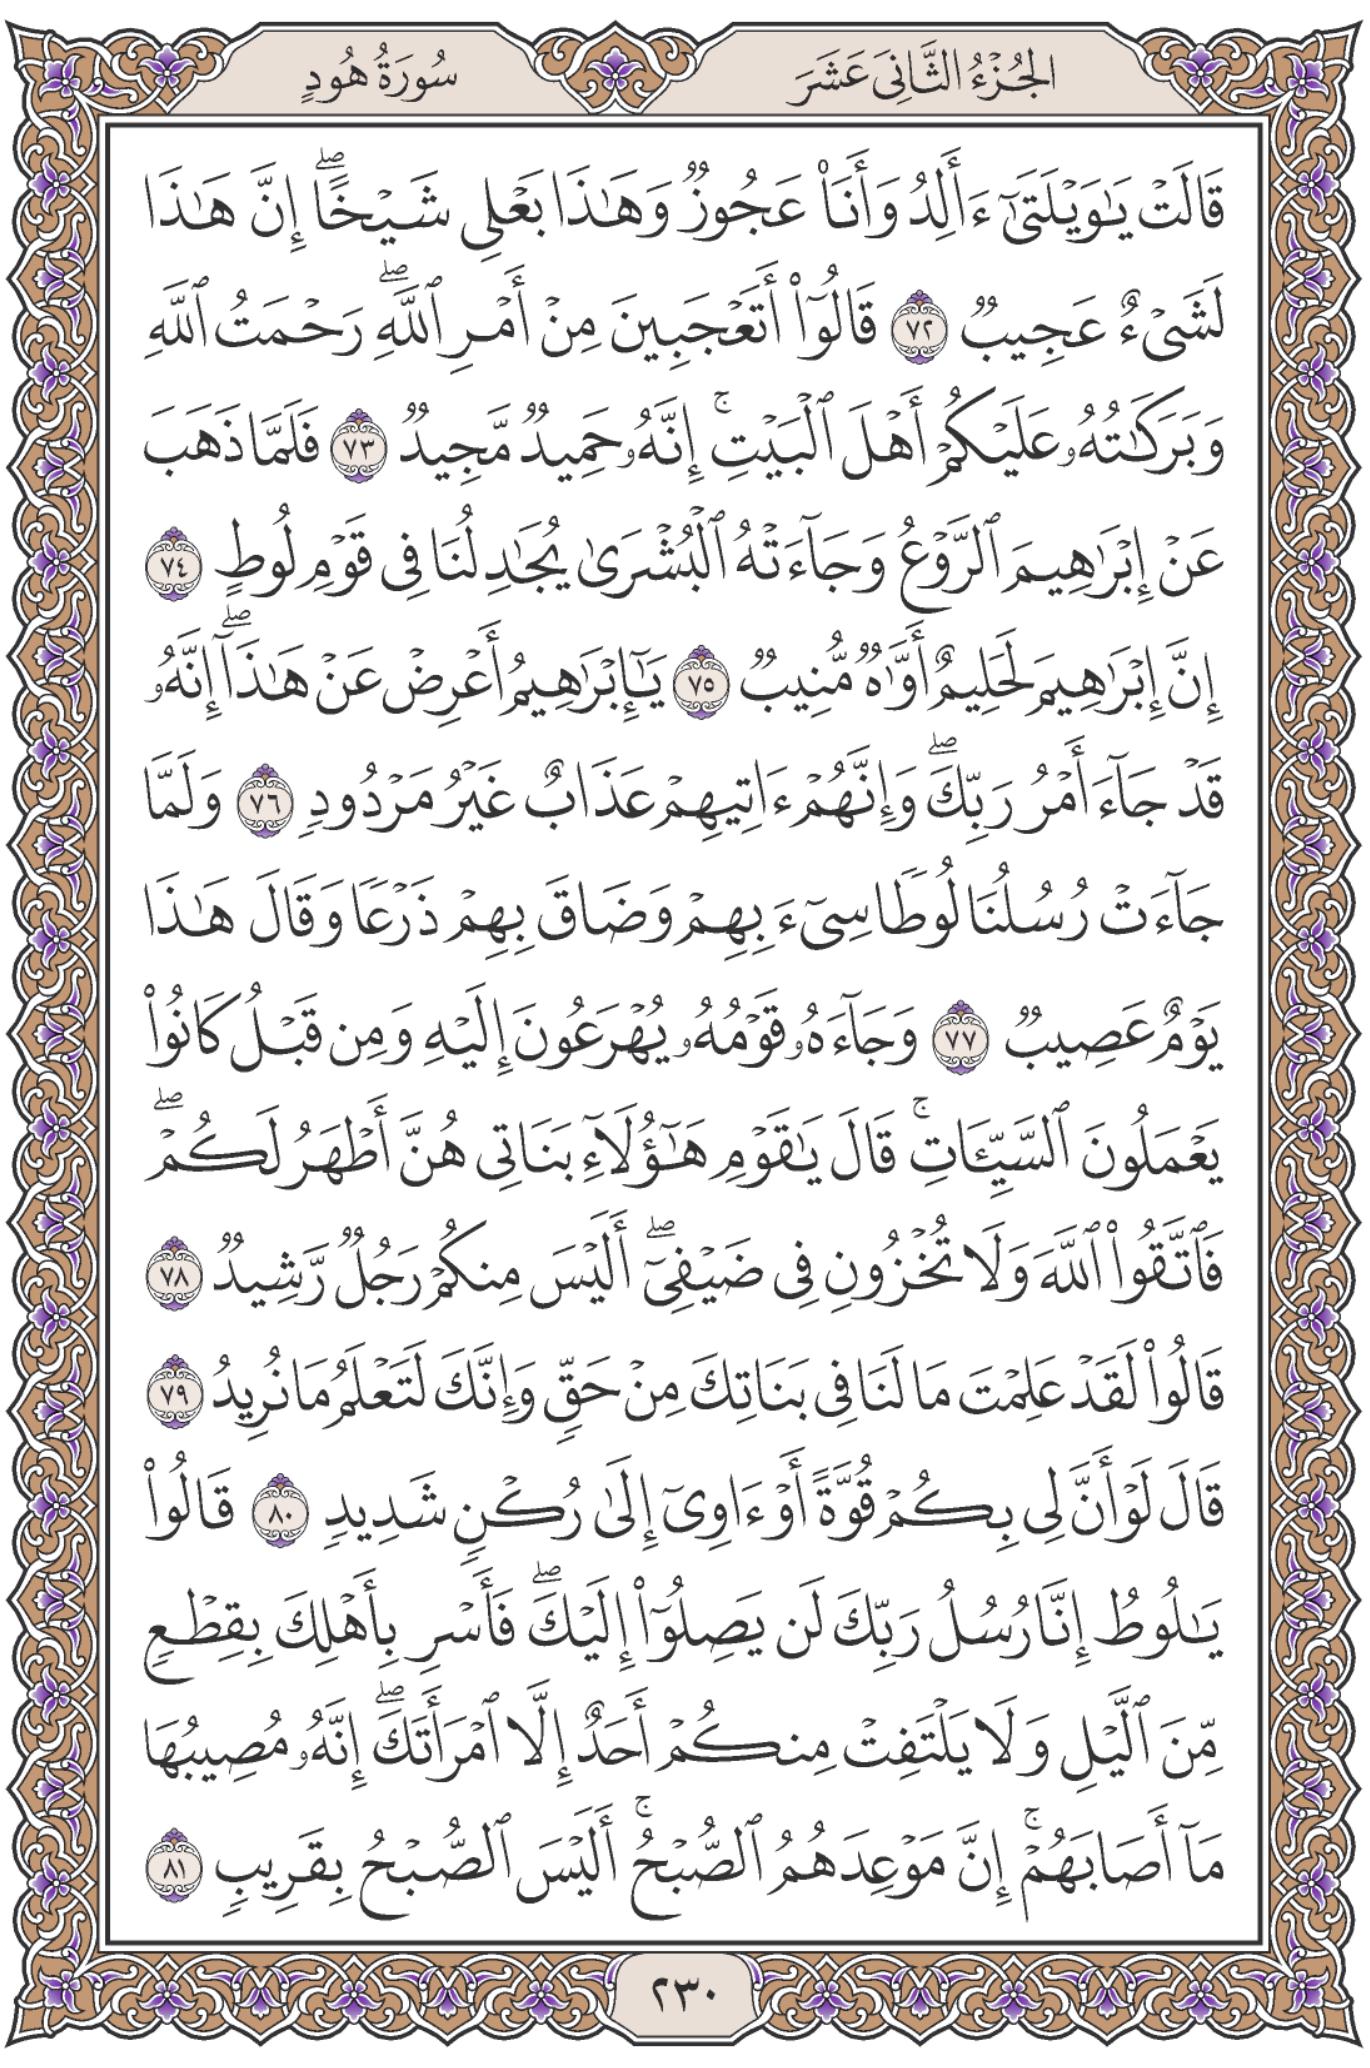 الجُزْءُ الثَّانِيَ عَشَرَ
سُورَةُ هُودٍ
قَالَتْ يَٰوَيْلَتَىٰٓ ءَأَلِدُ وَأَنَا۠ عَجُوزٌ وَهَٰذَا بَعْلِى شَيْخًاۖ إِنَّ هَٰذَا
لَشَىْءٌ عَجِيبٌ ٧٢ قَالُوٓا۟ أَتَعْجَبِينَ مِنْ أَمْرِ ٱللَّهِۖ رَحْمَتُ ٱللَّهِ
وَبَرَكَٰتُهُۥ عَلَيْكُمْ أَهْلَ ٱلْبَيْتِۚ إِنَّهُۥ حَمِيدٌ مَّجِيدٌ ٧٣ فَلَمَّا ذَهَبَ
عَنْ إِبْرَٰهِيمَ ٱلرَّوْعُ وَجَآءَتْهُ ٱلْبُشْرَىٰ يُجَٰدِلُنَا فِى قَوْمِ لُوطٍ ٧٤
إِنَّ إِبْرَٰهِيمَ لَحَلِيمٌ أَوَّٰهٌ مُّنِيبٌ ٧٥ يَٰٓإِبْرَٰهِيمُ أَعْرِضْ عَنْ هَٰذَآۖ إِنَّهُۥ
قَدْ جَآءَ أَمْرُ رَبِّكَۖ وَإِنَّهُمْ ءَاتِيهِمْ عَذَابٌ غَيْرُ مَرْدُودٍ ٧٦ وَلَمَّا
جَآءَتْ رُسُلُنَا لُوطًا سِىٓءَ بِهِمْ وَضَاقَ بِهِمْ ذَرْعًا وَقَالَ هَٰذَا
يَوْمٌ عَصِيبٌ ٧٧ وَجَآءَهُۥ قَوْمُهُۥ يُهْرَعُونَ إِلَيْهِ وَمِن قَبْلُ كَانُوا۟
يَعْمَلُونَ ٱلسَّيِّـَٔاتِۚ قَالَ يَٰقَوْمِ هَٰٓؤُلَآءِ بَنَاتِى هُنَّ أَطْهَرُ لَكُمْۖ
فَٱتَّقُوا۟ ٱللَّهَ وَلَا تُخْزُونِ فِى ضَيْفِىٓۖ أَلَيْسَ مِنكُمْ رَجُلٌ رَّشِيدٌ ٧٨
قَالُوا۟ لَقَدْ عَلِمْتَ مَا لَنَا فِى بَنَاتِكَ مِنْ حَقٍّ وَإِنَّكَ لَتَعْلَمُ مَا نُرِيدُ ٧٩
قَالَ لَوْ أَنَّ لِى بِكُمْ قُوَّةً أَوْ ءَاوِىٓ إِلَىٰ رُكْنٍ شَدِيدٍ ٨٠ قَالُوا۟
يَٰلُوطُ إِنَّا رُسُلُ رَبِّكَ لَن يَصِلُوٓا۟ إِلَيْكَۖ فَأَسْرِ بِأَهْلِكَ بِقِطْعٍ
مِّنَ ٱلَّيْلِ وَلَا يَلْتَفِتْ مِنكُمْ أَحَدٌ إِلَّا ٱمْرَأَتَكَۖ إِنَّهُۥ مُصِيبُهَا
مَآ أَصَابَهُمْۚ إِنَّ مَوْعِدَهُمُ ٱلصُّبْحُۚ أَلَيْسَ ٱلصُّبْحُ بِقَرِيبٍ ٨١
٢٣٠